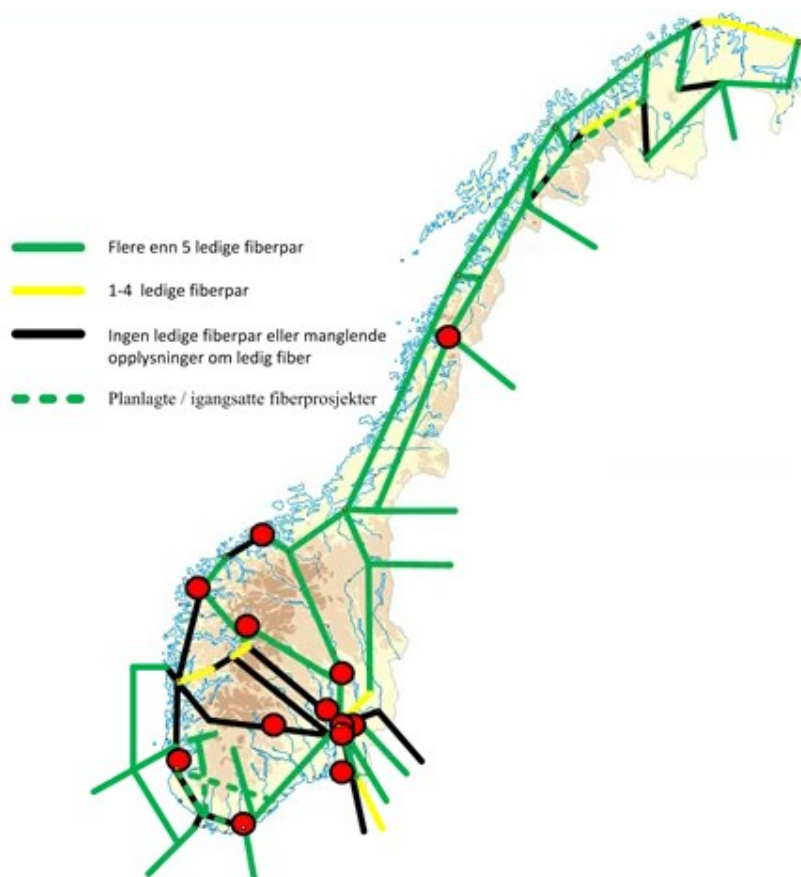 Flere enn 5 ledige fiberpar
1-4 ledige fiberpar
Ingen ledige fiberpar eller manglende
opplysninger om ledig fiber
Planlagte / igangsatte fiberprosjekter